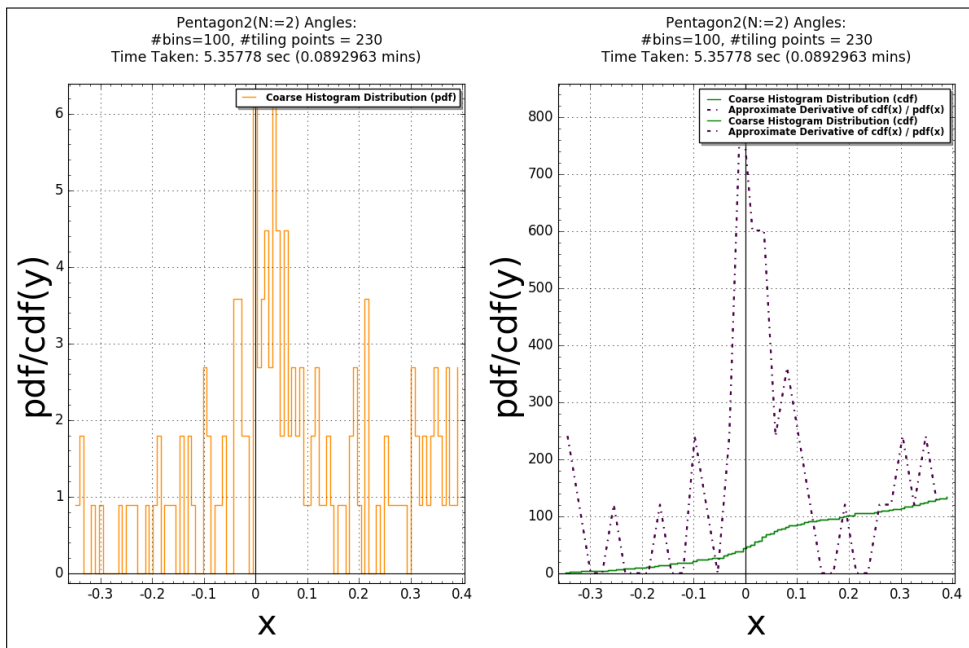 Pentagon2(N:=2) Angles:
#bins=100, #tiling points = 230
Time Taken: 5.35778 sec (0.0892963 mins)
Coarse Histogram Distribution (pdf)
6
5
4
3
2
1
0
-0.3 -0.2 -0.1 0 0.1 0.2 0.3 0.4
pdf/cdf(y)
x
Pentagon2(N:=2) Angles:
#bins=100, #tiling points = 230
Time Taken: 5.35778 sec (0.0892963 mins)
Coarse Histogram Distribution (cdf)
Approximate Derivative of cdf(x) / pdf(x)
Coarse Histogram Distribution (cdf)
Approximate Derivative of cdf(x) / pdf(x)
800
700
600
500
400
300
200
100
0
-0.3 -0.2 -0.1 0 0.1 0.2 0.3 0.4
pdf/cdf(y)
x